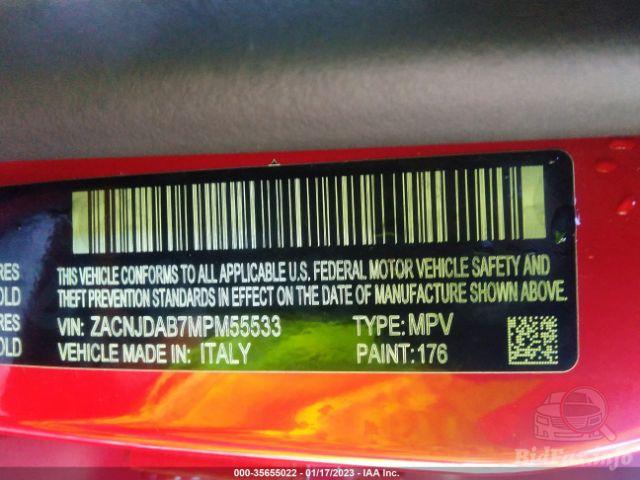 THIS VEHICLE CONFORMS TO ALL APPLICABLE U.S. FEDERAL MOTOR VEHICLE SAFETY AND
RES
THEFT PREVENTION STANDARDS IN EFFECT ON THE DATE OF MANUFACTURE SHOWN ABOVE.
OLD
RES
VIN: ZACNJDAB7MPM55533 TYPE: MPV
OLD
VEHICLE MADE IN: ITALY PAINT: 176
BidFax.info
000-35655022 - 01/17/2023 - IAA Inc.